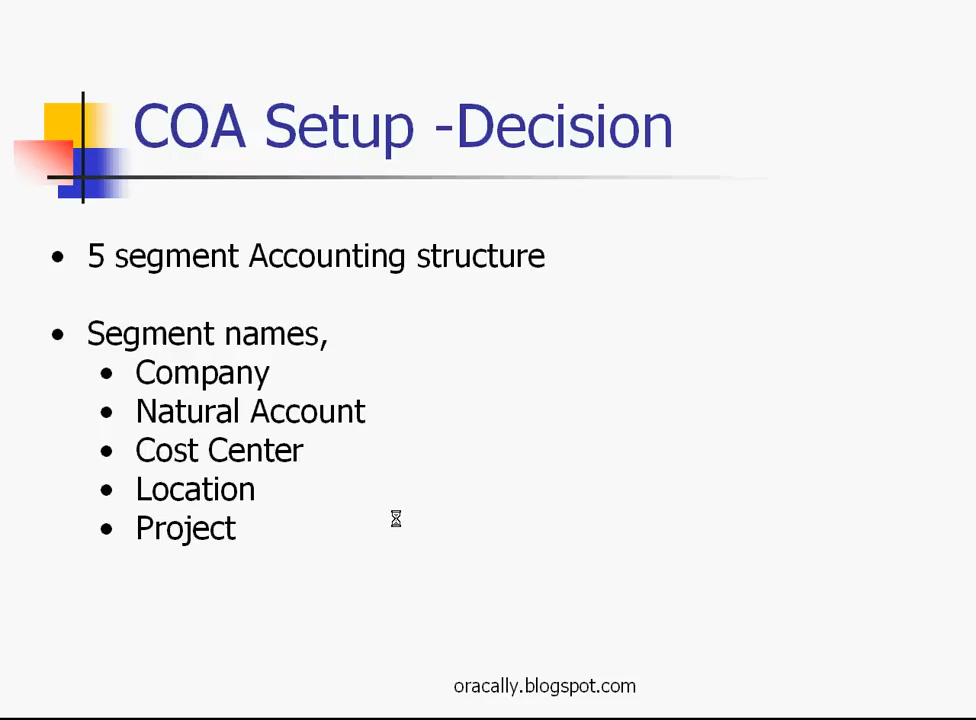 COA Setup -Decision
• 5 segment Accounting structure
• Segment names,
• Company
• Natural Account
• Cost Center
• Location
• Project
oracally.blogspot.com